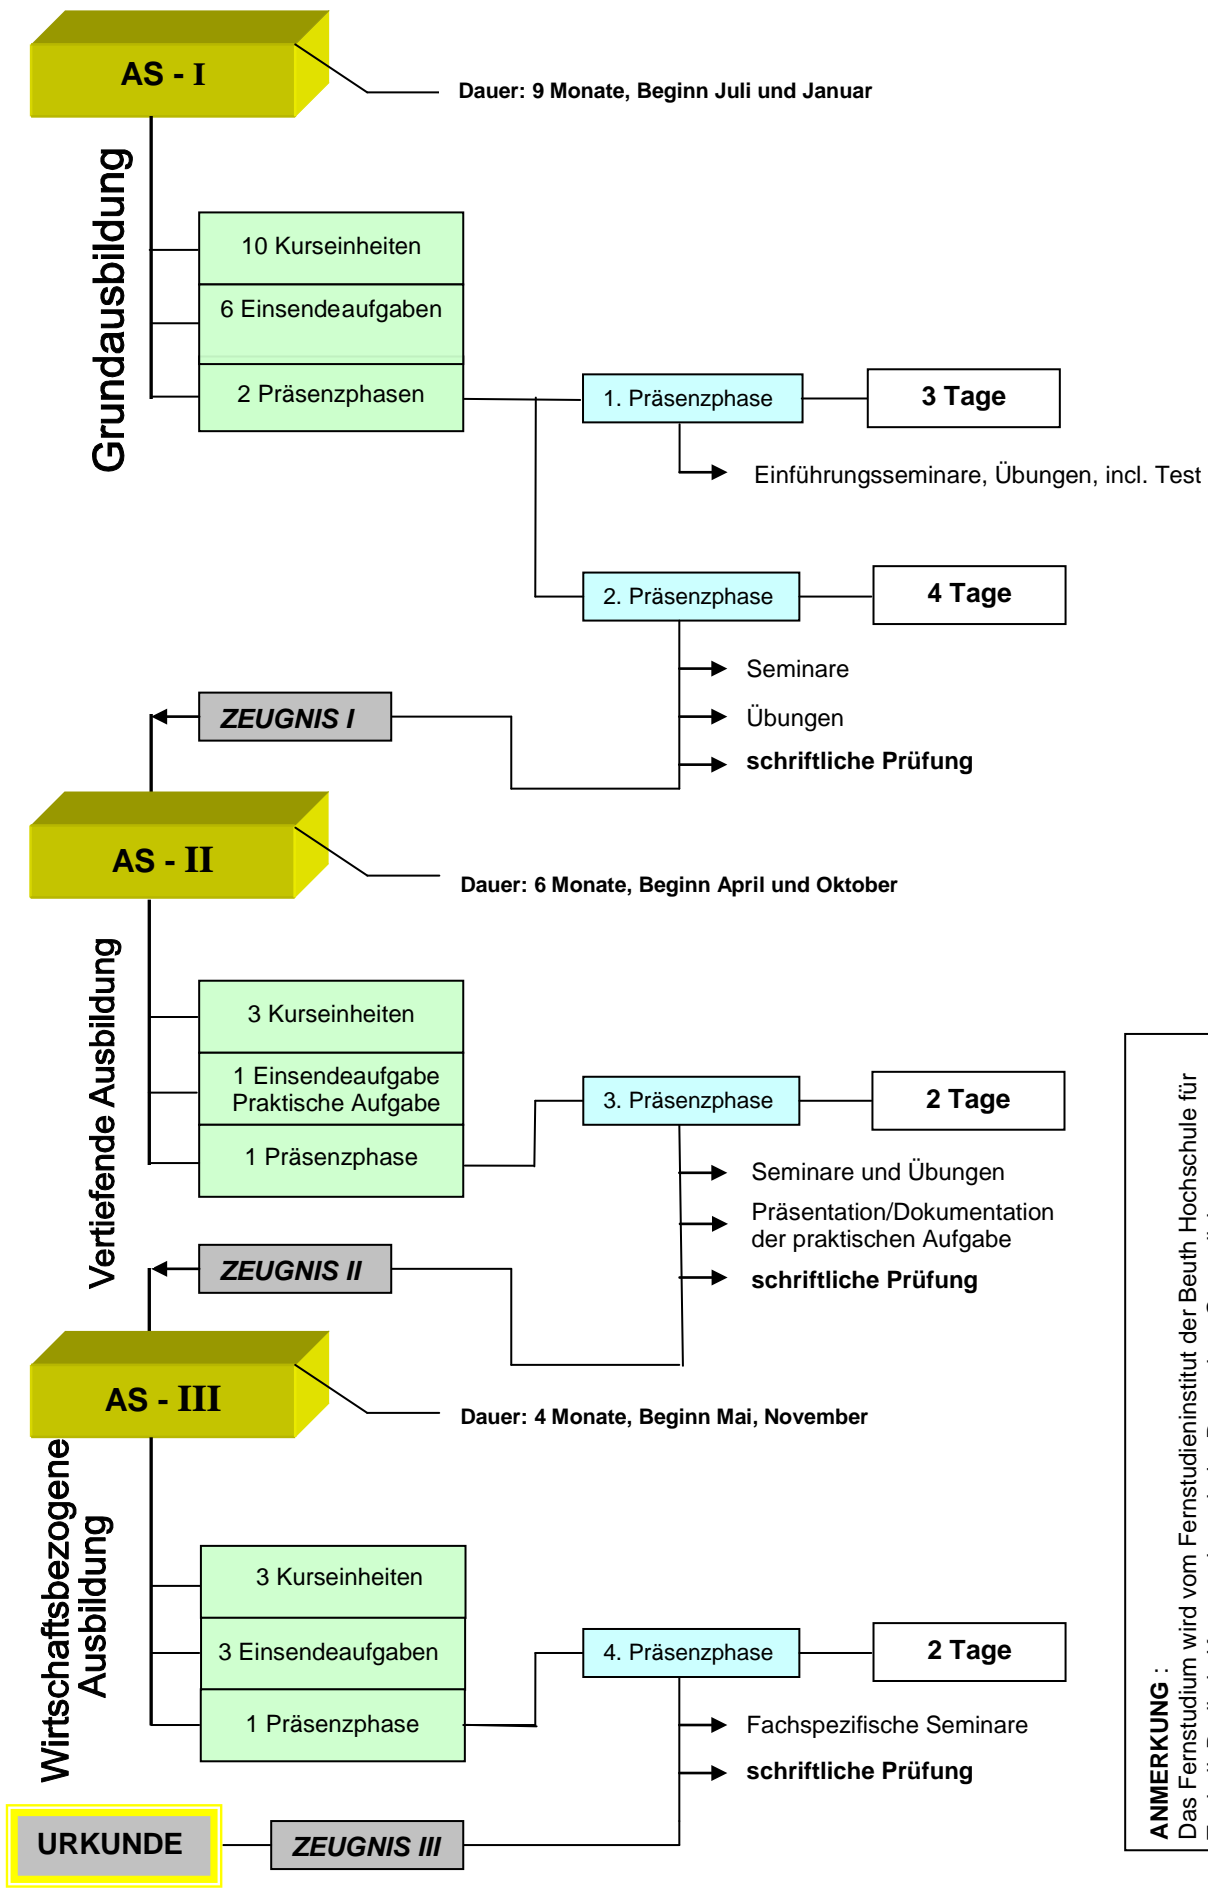 AS - I
Dauer: 9 Monate, Beginn Juli und Januar
Grundausbildung
10 Kurseinheiten
6 Einsendeaufgaben
2 Präsenzphasen
1. Präsenzphase
3 Tage
Einführungsseminare, Übungen, incl. Test
2. Präsenzphase
4 Tage
Seminare
Übungen
schriftliche Prüfung
ZEUGNIS I
AS - II
Dauer: 6 Monate, Beginn April und Oktober
Vertiefende Ausbildung
3 Kurseinheiten
1 Einsendeaufgabe
Praktische Aufgabe
1 Präsenzphase
3. Präsenzphase
2 Tage
Seminare und Übungen
Präsentation/Dokumentation
der praktischen Aufgabe
schriftliche Prüfung
ZEUGNIS II
AS - III
Dauer: 4 Monate, Beginn Mai, November
Wirtschaftsbezogene
Ausbildung
3 Kurseinheiten
3 Einsendeaufgaben
1 Präsenzphase
4. Präsenzphase
2 Tage
Fachspezifische Seminare
schriftliche Prüfung
ZEUGNIS III
URKUNDE
ANMERKUNG :
Das Fernstudium wird vom Fernstudieninstitut der Beuth Hochschule für